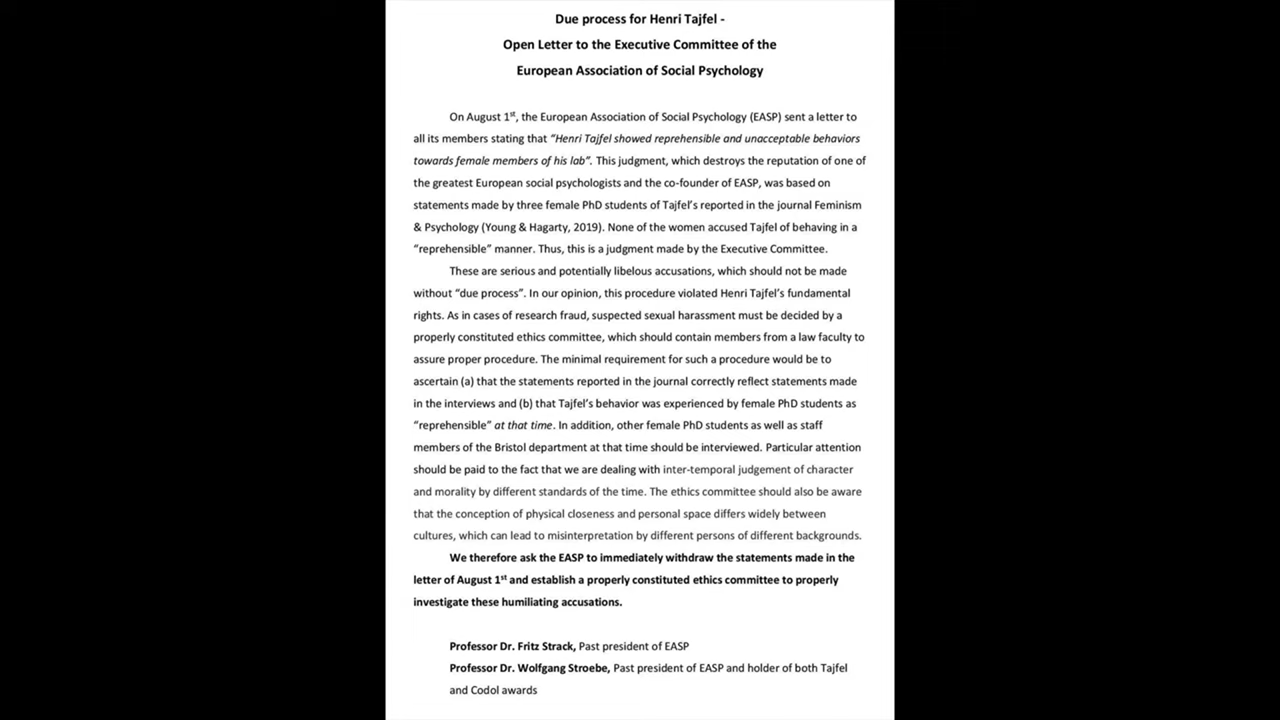 Due process for Henri Tajfel -
Open Letter to the Executive Committee of the
European Association of Social Psychology
On August 1st, the European Association of Social Psychology (EASP) sent a letter to
all its members stating that “Henri Tajfel showed reprehensible and unacceptable behaviors
towards female members of his lab”. This judgment, which destroys the reputation of one of
the greatest European social psychologists and the co-founder of EASP, was based on
statements made by three female PhD students of Tajfel’s reported in the journal Feminism
& Psychology (Young & Hagarty, 2019). None of the women accused Tajfel of behaving in a
“reprehensible” manner. Thus, this is a judgment made by the Executive Committee.
These are serious and potentially libelous accusations, which should not be made
without “due process”. In our opinion, this procedure violated Henri Tajfel’s fundamental
rights. As in cases of research fraud, suspected sexual harassment must be decided by a
properly constituted ethics committee, which should contain members from a law faculty to
assure proper procedure. The minimal requirement for such a procedure would be to
ascertain (a) that the statements reported in the journal correctly reflect statements made
in the interviews and (b) that Tajfel’s behavior was experienced by female PhD students as
“reprehensible” at that time. In addition, other female PhD students as well as staff
members of the Bristol department at that time should be interviewed. Particular attention
should be paid to the fact that we are dealing with inter-temporal judgement of character
and morality by different standards of the time. The ethics committee should also be aware
that the conception of physical closeness and personal space differs widely between
cultures, which can lead to misinterpretation by different persons of different backgrounds.
We therefore ask the EASP to immediately withdraw the statements made in the
letter of August 1st and establish a properly constituted ethics committee to properly
investigate these humiliating accusations.
Professor Dr. Fritz Strack, Past president of EASP
Professor Dr. Wolfgang Stroebe, Past president of EASP and holder of both Tajfel
and Codol awards